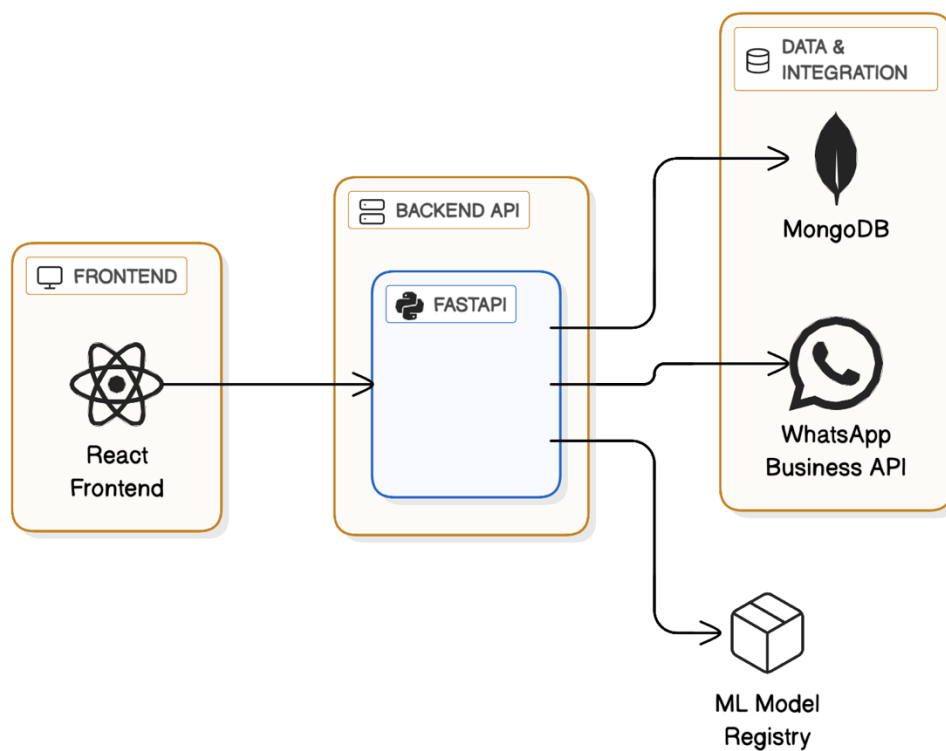 FRONTEND
React
Frontend
BACKEND API
FASTAPI
DATA &
INTEGRATION
MongoDB
WhatsApp
Business API
ML Model
Registry